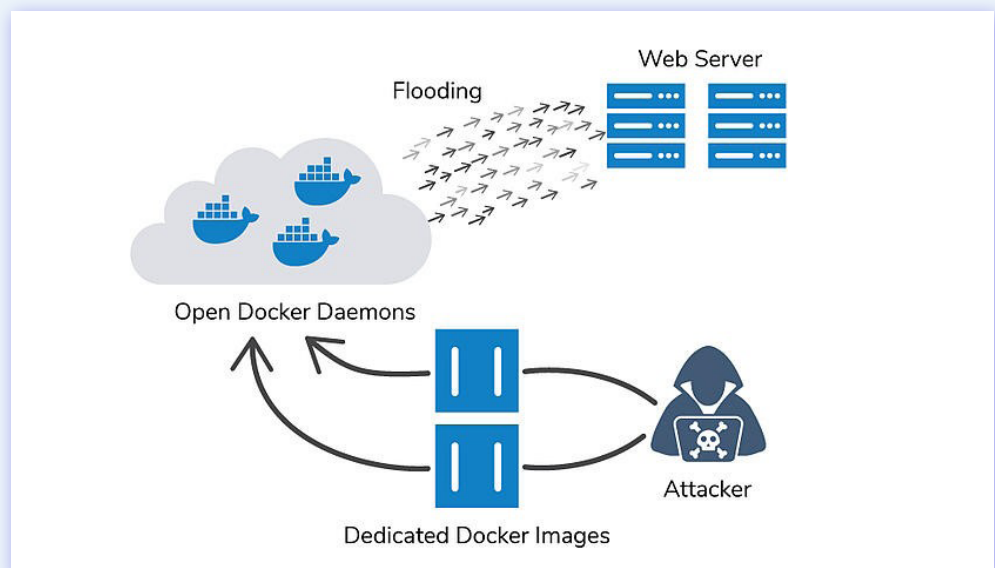 Web Server
Flooding
Open Docker Daemons
Attacker
Dedicated Docker Images